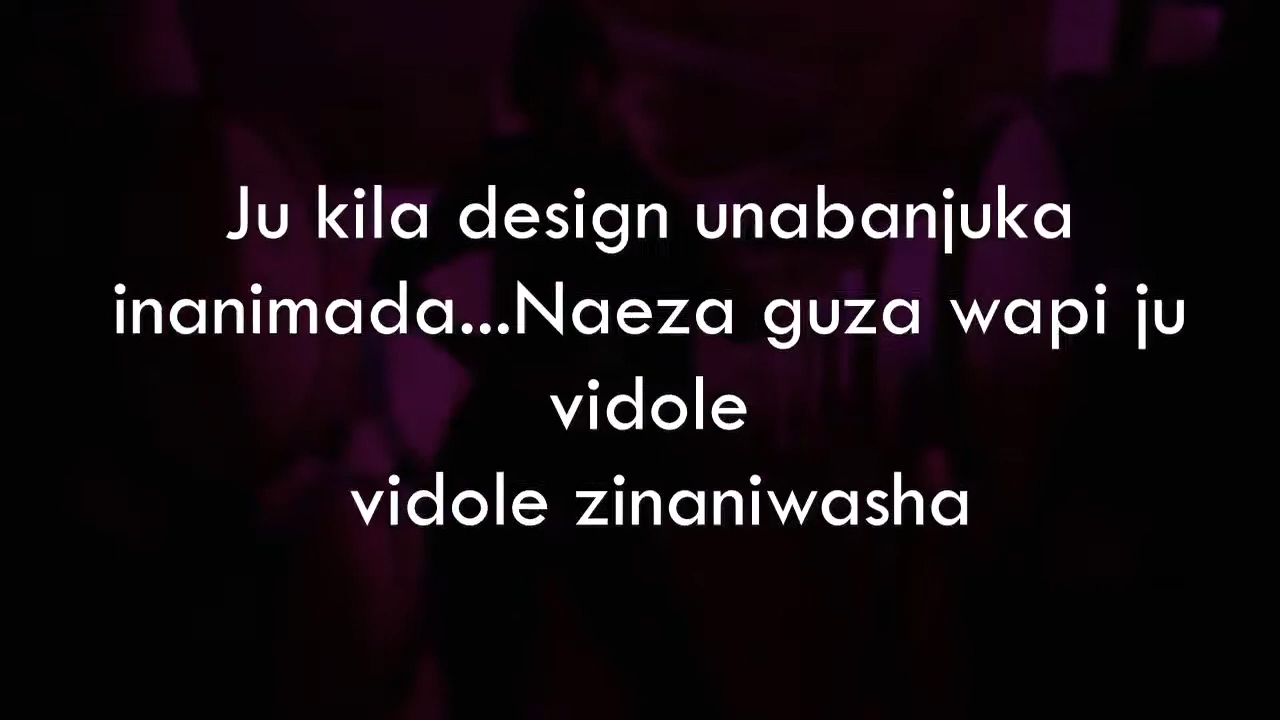 Ju kila design unabanjuka
inanimada...Naeza guza wapi ju
vidole
vidole zinaniwasha